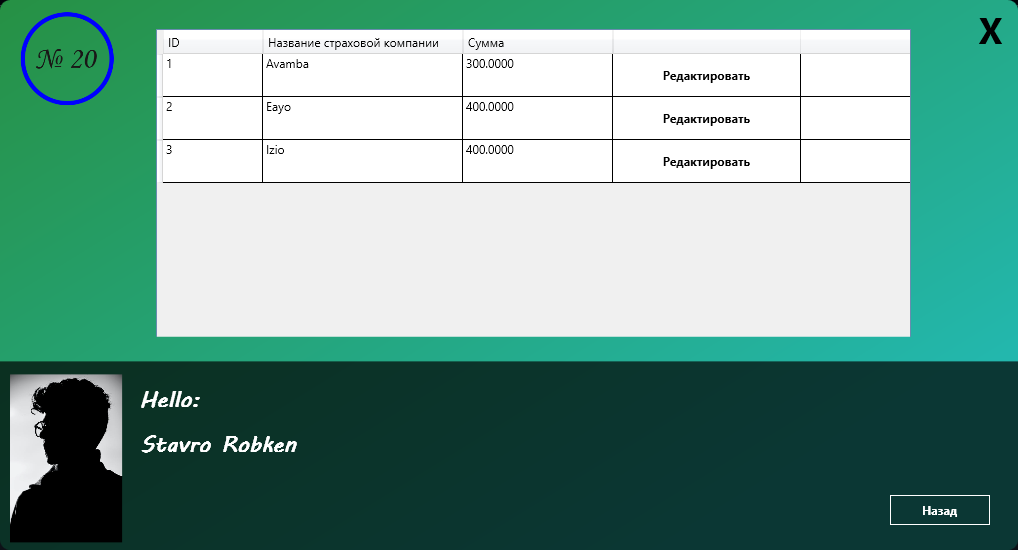 № 20
X
ID Название страховой компании Сумма
1 Avamba 300.0000 Редактировать
2 Eayo 400.0000 Редактировать
3 Izio 400.0000 Редактировать
Hello:
Stavro Robken
Назад